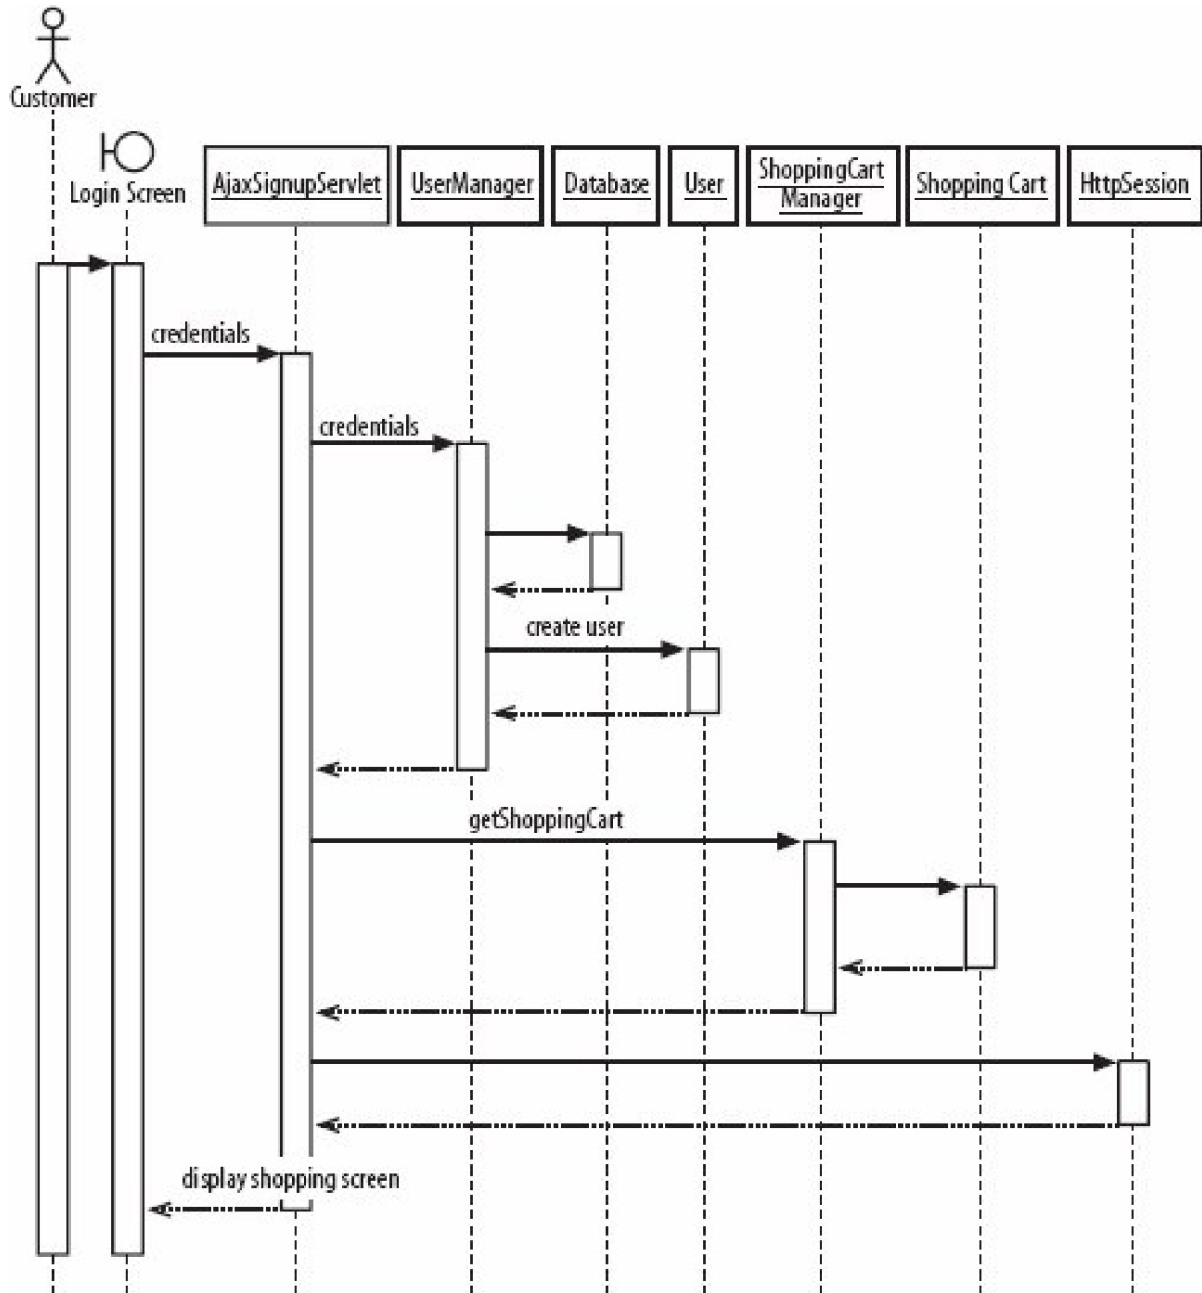 Customer
Login Screen
AjaxSignupServlet
UserManager
Database
User
ShoppingCart
Manager
Shopping Cart
HttpSession
credentials
credentials
create user
getShoppingCart
display shopping screen